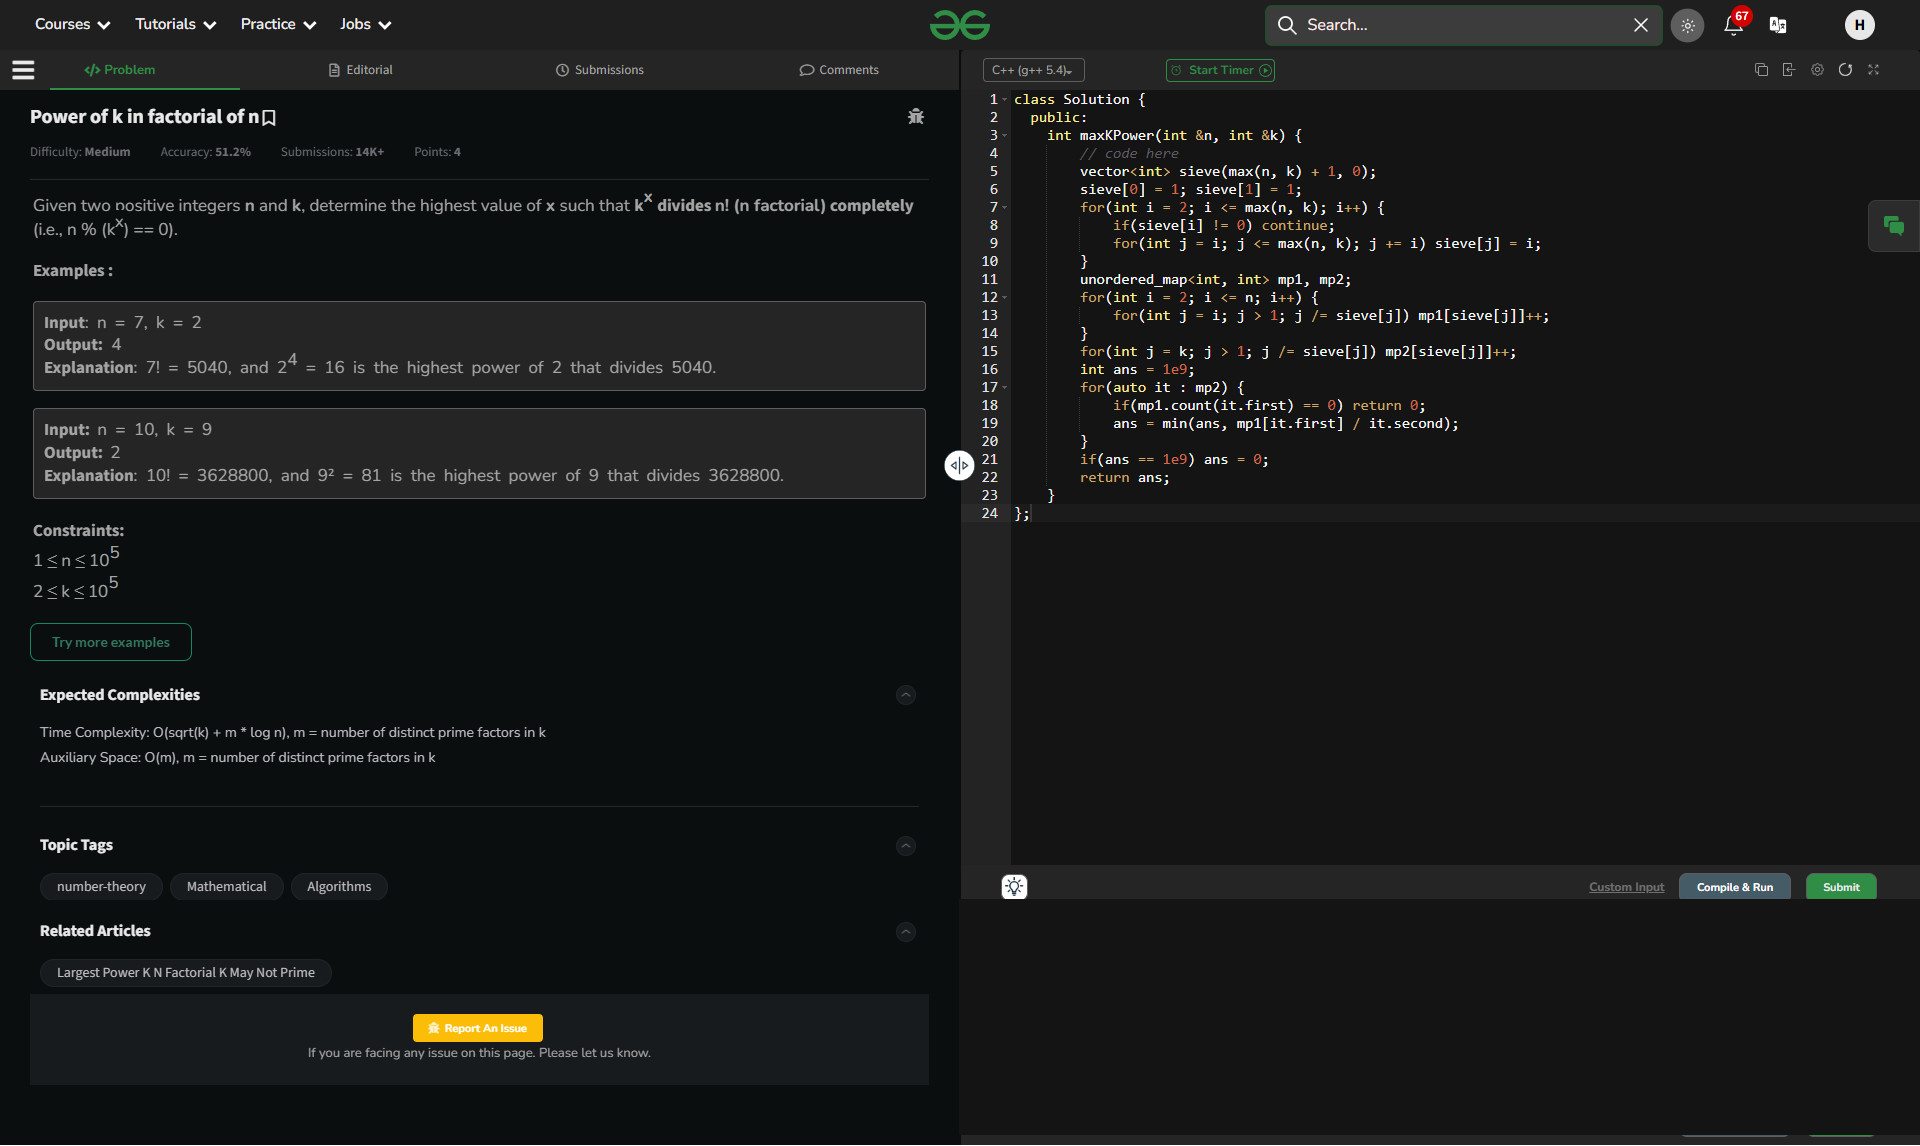 Courses Tutorials Practice Jobs Search... 67 H
Problem Editorial Submissions Comments
Power of k in factorial of n
Difficulty: Medium Accuracy: 51.2% Submissions: 14K+ Points: 4
Given two positive integers n and k, determine the highest value of x such that k^x divides n! (n factorial) completely
(i.e., n % (k^x) == 0).
Examples :
Input: n = 7, k = 2
Output: 4
Explanation: 7! = 5040, and 2^4 = 16 is the highest power of 2 that divides 5040.
Input: n = 10, k = 9
Output: 2
Explanation: 10! = 3628800, and 9² = 81 is the highest power of 9 that divides 3628800.
Constraints:
1 ≤ n ≤ 10^5
2 ≤ k ≤ 10^5
Try more examples
Expected Complexities
Time Complexity: O(sqrt(k) + m * log n), m = number of distinct prime factors in k
Auxiliary Space: O(m), m = number of distinct prime factors in k
Topic Tags
number-theory Mathematical Algorithms
Related Articles
Largest Power K N Factorial K May Not Prime
Report An Issue
If you are facing any issue on this page. Please let us know.
C++ (g++ 5.4) Start Timer
1 class Solution {
2 public:
3 int maxKPower(int &n, int &k) {
4 // code here
5 vector<int> sieve(max(n, k) + 1, 0);
6 sieve[0] = 1; sieve[1] = 1;
7 for(int i = 2; i <= max(n, k); i++) {
8 if(sieve[i] != 0) continue;
9 for(int j = i; j <= max(n, k); j += i) sieve[j] = i;
10 }
11 unordered_map<int, int> mp1, mp2;
12 for(int i = 2; i <= n; i++) {
13 for(int j = i; j > 1; j /= sieve[j]) mp1[sieve[j]]++;
14 }
15 for(int j = k; j > 1; j /= sieve[j]) mp2[sieve[j]]++;
16 int ans = 1e9;
17 for(auto it : mp2) {
18 if(mp1.count(it.first) == 0) return 0;
19 ans = min(ans, mp1[it.first] / it.second);
20 }
21 if(ans == 1e9) ans = 0;
22 return ans;
23 }
24 };
Custom Input Compile & Run Submit